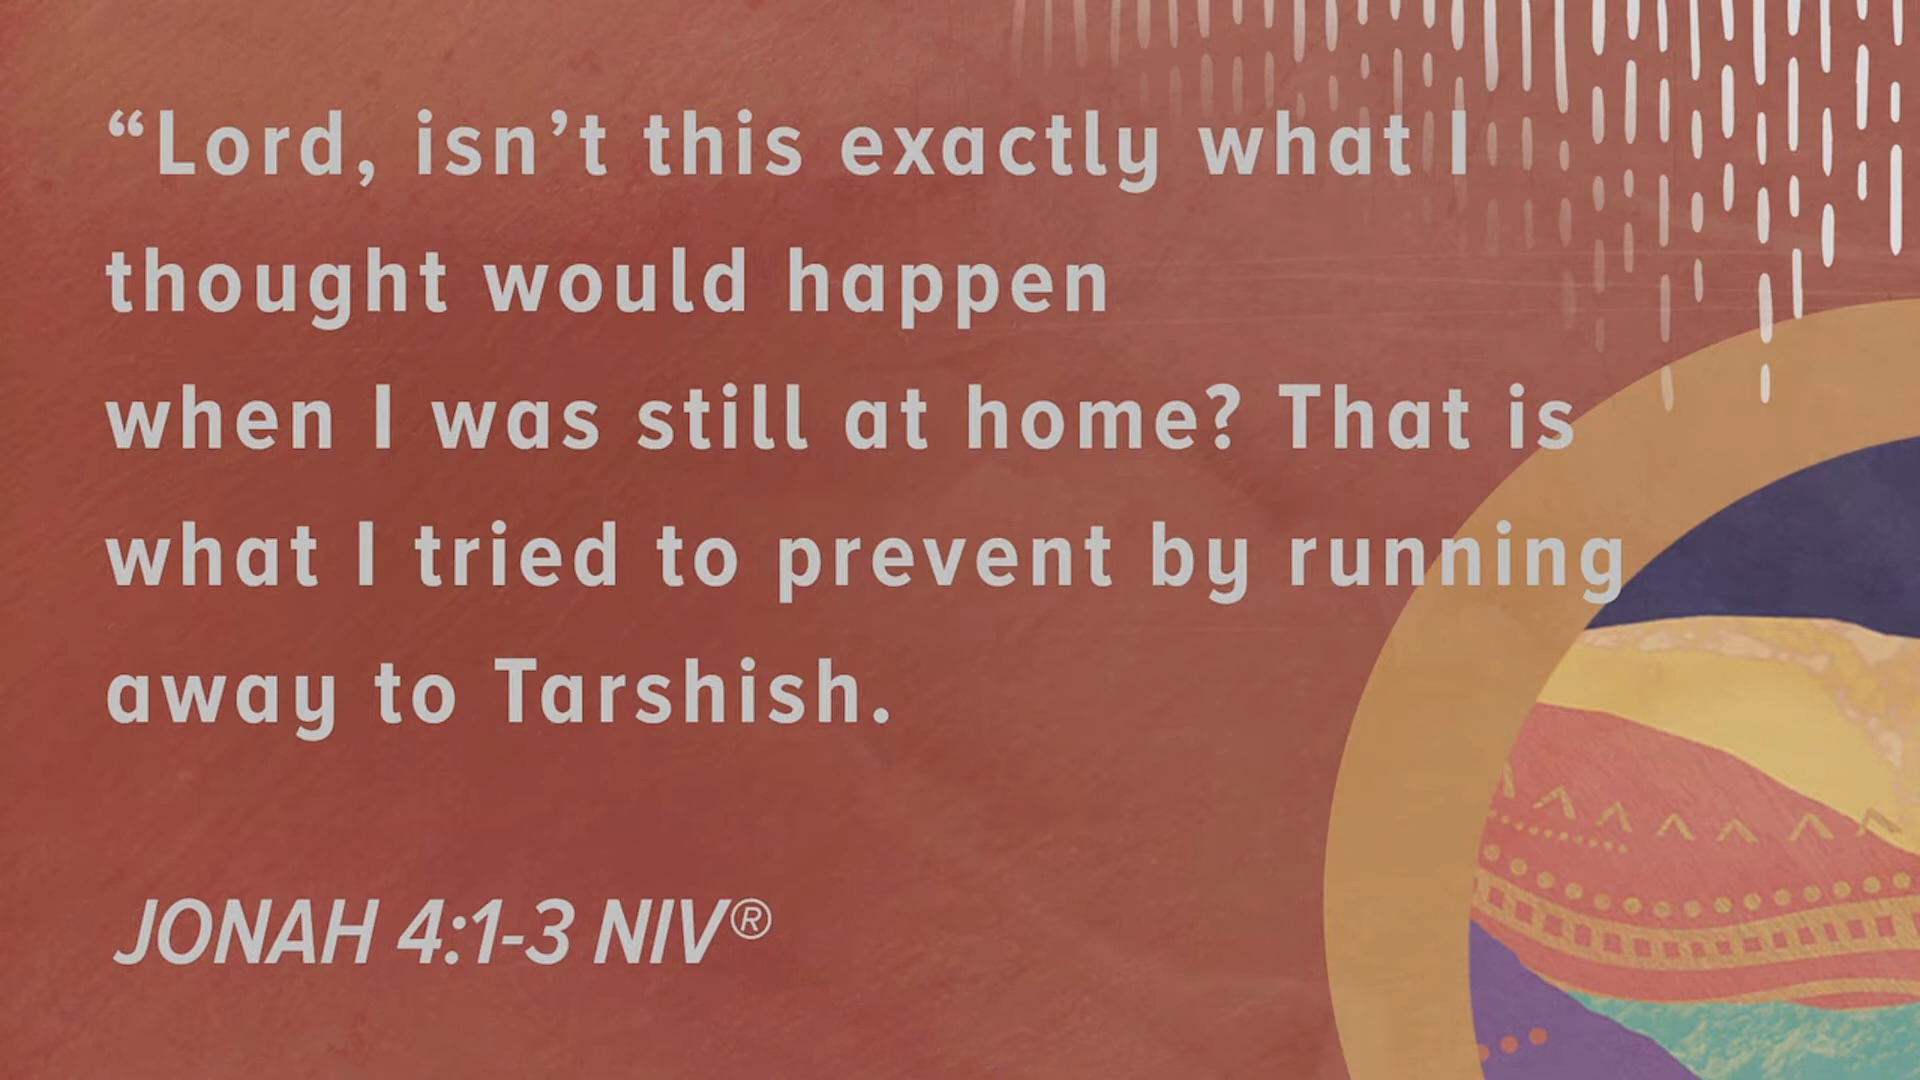 “Lord, isn’t this exactly what I
thought would happen
when I was still at home? That is
what I tried to prevent by running
away to Tarshish.
JONAH 4:1-3 NIV®